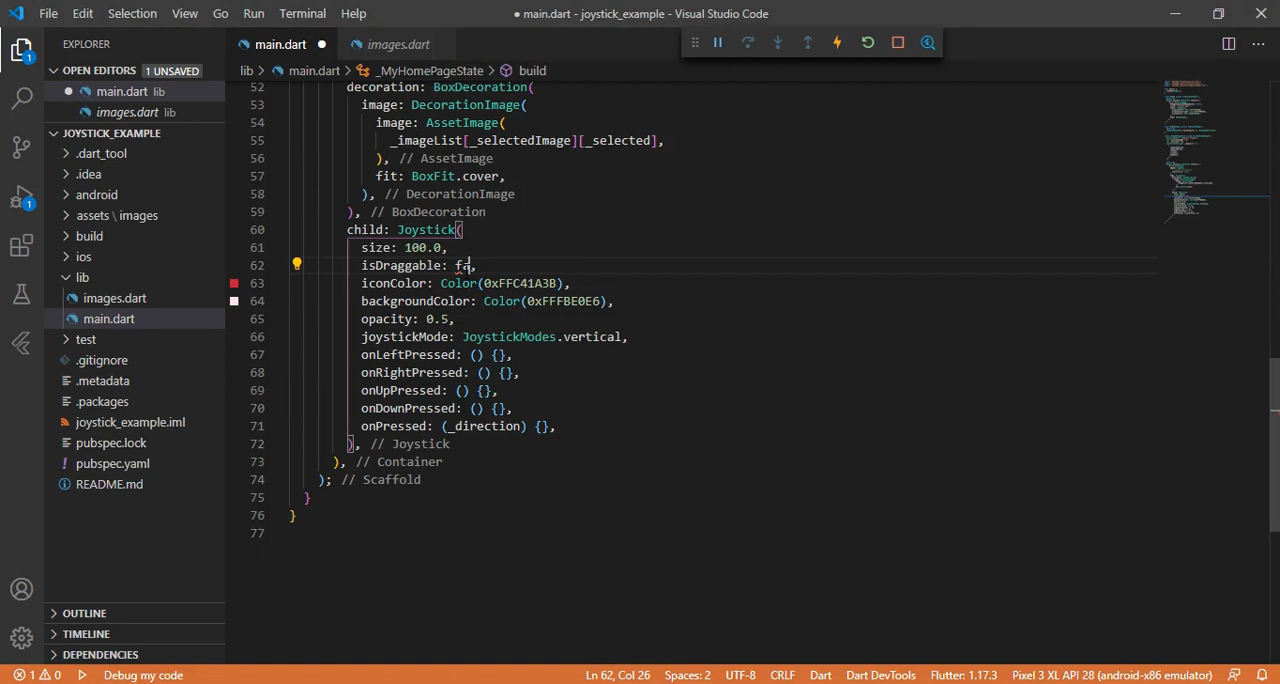 File Edit Selection View Go Run Terminal Help
● main.dart - joystick_example - Visual Studio Code
EXPLORER
main.dart ●
images.dart
OPEN EDITORS 1 UNSAVED
lib > main.dart > _MyHomePageState > build
● main.dart lib
images.dart lib
JOYSTICK_EXAMPLE
.dart_tool
.idea
android
assets \ images
build
ios
lib
images.dart
main.dart
test
.gitignore
.metadata
.packages
joystick_example.iml
pubspec.lock
pubspec.yaml
README.md
OUTLINE
TIMELINE
DEPENDENCIES
1
1
52 decoration: BoxDecoration(
53 image: DecorationImage(
54 image: AssetImage(
55 _imageList[_selectedImage][_selected],
56 ), // AssetImage
57 fit: BoxFit.cover,
58 ), // DecorationImage
59 ), // BoxDecoration
60 child: Joystick(
61 size: 100.0,
62 isDraggable: fa,
63 iconColor: Color(0xFFC41A3B),
64 backgroundColor: Color(0xFFFBE0E6),
65 opacity: 0.5,
66 joystickMode: JoystickModes.vertical,
67 onLeftPressed: () {},
68 onRightPressed: () {},
69 onUpPressed: () {},
70 onDownPressed: () {},
71 onPressed: (_direction) {},
72 ), // Joystick
73 ), // Container
74 ); // Scaffold
75 }
76 }
77
1 0 Debug my code
Ln 62, Col 26 Spaces: 2 UTF-8 CRLF Dart Dart DevTools Flutter: 1.17.3 Pixel 3 XL API 28 (android-x86 emulator)